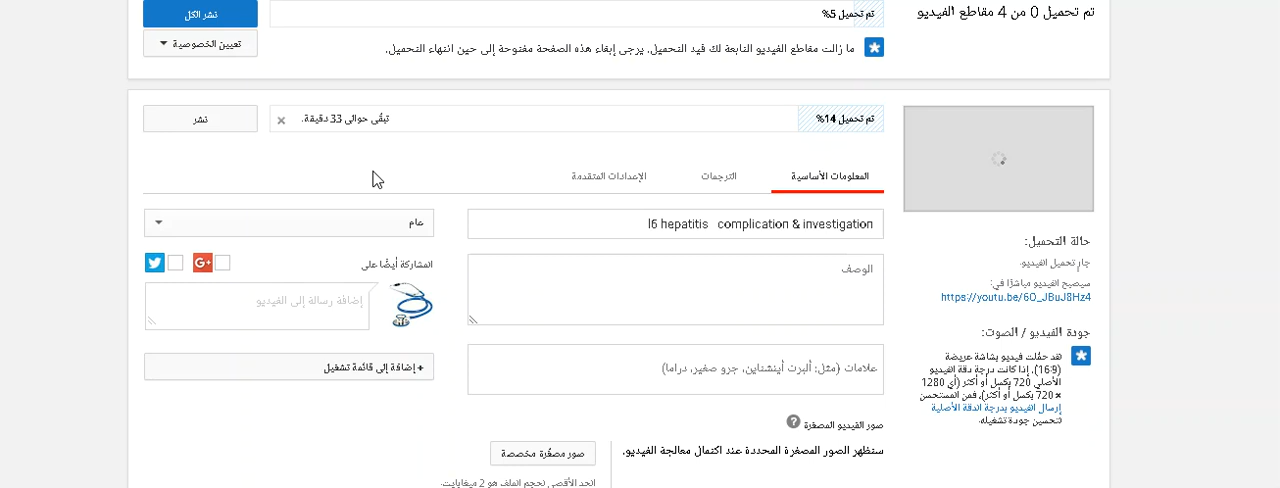 تم تحميل 0 من 4 مقاطع الفيديو
تم تحميل 5%
نشر الكل
ما زالت مقاطع الفيديو التابعة لك قيد التحميل. يرجى إبقاء هذه الصفحة مفتوحة إلى حين انتهاء التحميل.
تعيين الخصوصية
تم تحميل 14%
تبقّى حوالى 33 دقيقة.
نشر
المعلومات الأساسية
الترجمات
الإعدادات المتقدمة
l6 hepatitis complication & investigation
عام
الوصف
المشاركة أيضًا على
G+
إضافة رسالة إلى الفيديو
علامات (مثل: ألبرت أينشتاين، جرو صغير، دراما)
+ إضافة إلى قائمة تشغيل
صور الفيديو المصغرة ?
ستظهر الصور المصغرة المحددة عند اكتمال معالجة الفيديو.
صور مصغّرة مخصصة
الحد الأقصى لحجم الملف هو 2 ميغابايت.
حالة التحميل:
جارٍ تحميل الفيديو.
سيصبح الفيديو مباشرًا في:
https://youtu.be/6O_JBuJ8Hz4
جودة الفيديو / الصوت:
لقد حمّلت فيديو بشاشة عريضة
(16:9). إذا كانت درجة دقة الفيديو
الأصلي 720 بكسل أو أكثر (أي 1280
× 720 بكسل أو أكثر)، فمن المستحسن
إرسال الفيديو بدرجة الدقة الأصلية
لتحسين جودة تشغيله.